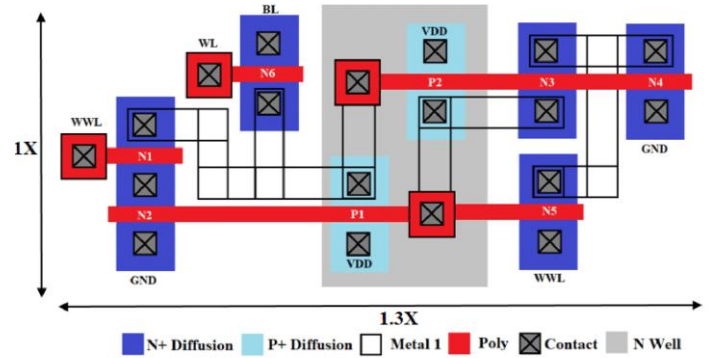 BL
WL
VDD
N6
P2
N3
N4
WWL
1X
N1
GND
N2
P1
N5
GND
VDD
WWL
1.3X
N+ Diffusion
P+ Diffusion
Metal 1
Poly
Contact
N Well